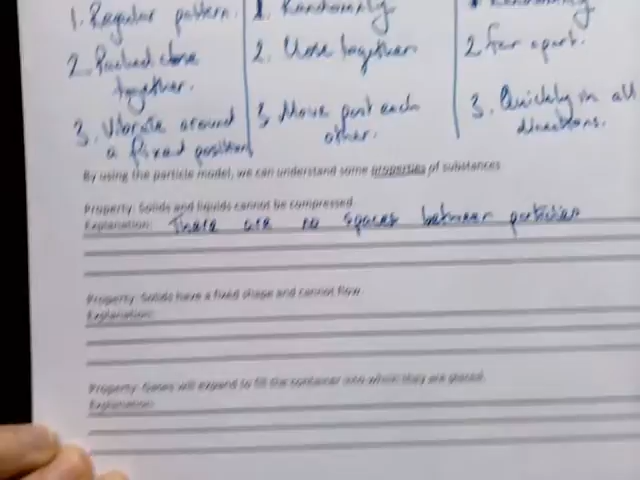 1. Regular pattern. 1. Randomly Randomly
2. Packed close 2. Close together 2 far apart.
together.
3. Vibrate around 3. Move past each 3. Quickly in all
a fixed position other. directions.
By using the particle model, we can understand some properties of substances
Property: Solids and liquids cannot be compressed.
Explanation: There are no spaces between particles
Property: Solids have a fixed shape and cannot flow.
Explanation:
Property: Gases will expand to fill the container into which they are placed.
Explanation: